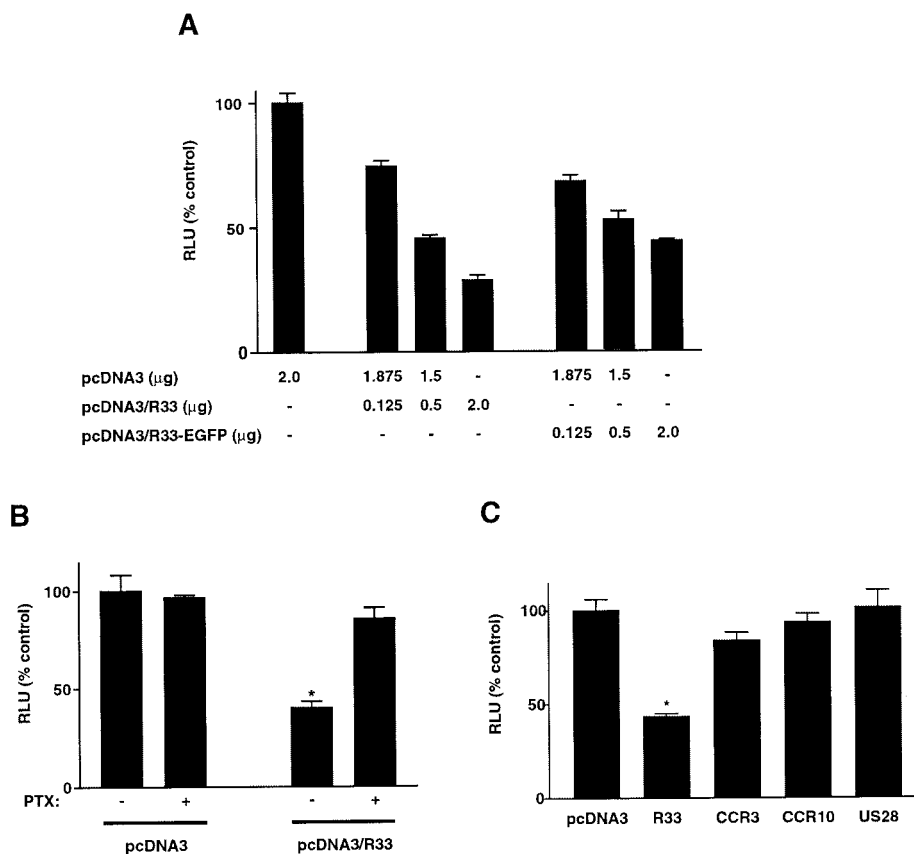 A
RLU (% control)
100
50
0
pcDNA3 (μg) 2.0 1.875 1.5 - 1.875 1.5 -
pcDNA3/R33 (μg) - 0.125 0.5 2.0 - - -
pcDNA3/R33-EGFP (μg) - - - - 0.125 0.5 2.0
B
RLU (% control)
100
50
0
*
PTX: - + - +
pcDNA3 pcDNA3/R33
C
RLU (% control)
100
50
0
*
pcDNA3 R33 CCR3 CCR10 US28